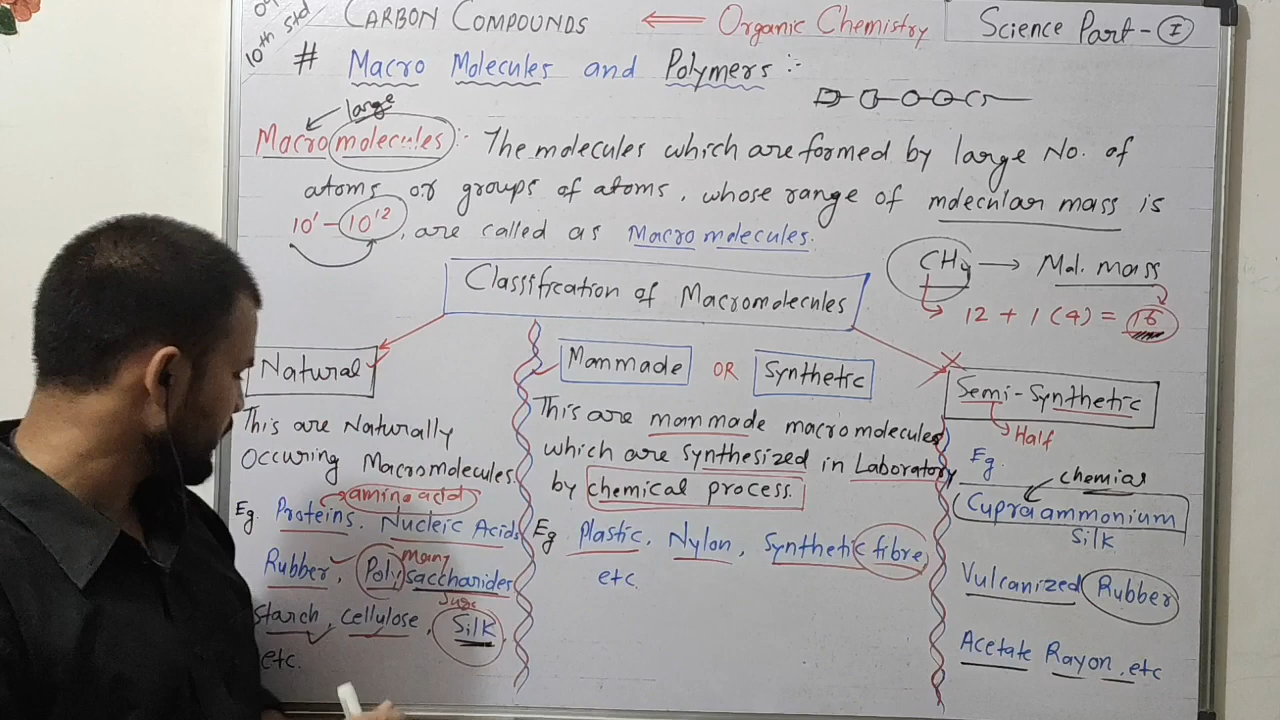 10th std CARBON COMPOUNDS ⟸ Organic Chemistry Science Part - I
# Macro Molecules and Polymers :-
large
Macro molecules :- The molecules which are formed by large No. of
atoms or groups of atoms, whose range of molecular mass is
10¹ - 10¹², are called as Macromolecules.
CH4 → Mol. mass
12 + 1 (4) = 16
Classification of Macromolecules
Natural
This are Naturally
Occuring Macromolecules.
amino acid
Eg Proteins, Nucleic Acids
many
Rubber, Polysaccharides
Starch, cellulose, Silk,
etc.
Manmade OR Synthetic
This are manmade macromolecules
which are synthesized in Laboratory
by chemical process.
Eg Plastic, Nylon, Synthetic fibre,
etc.
Semi-Synthetic
Half
Eg.
Cupraammonium
Silk
Vulcanized Rubber
Acetate Rayon, etc